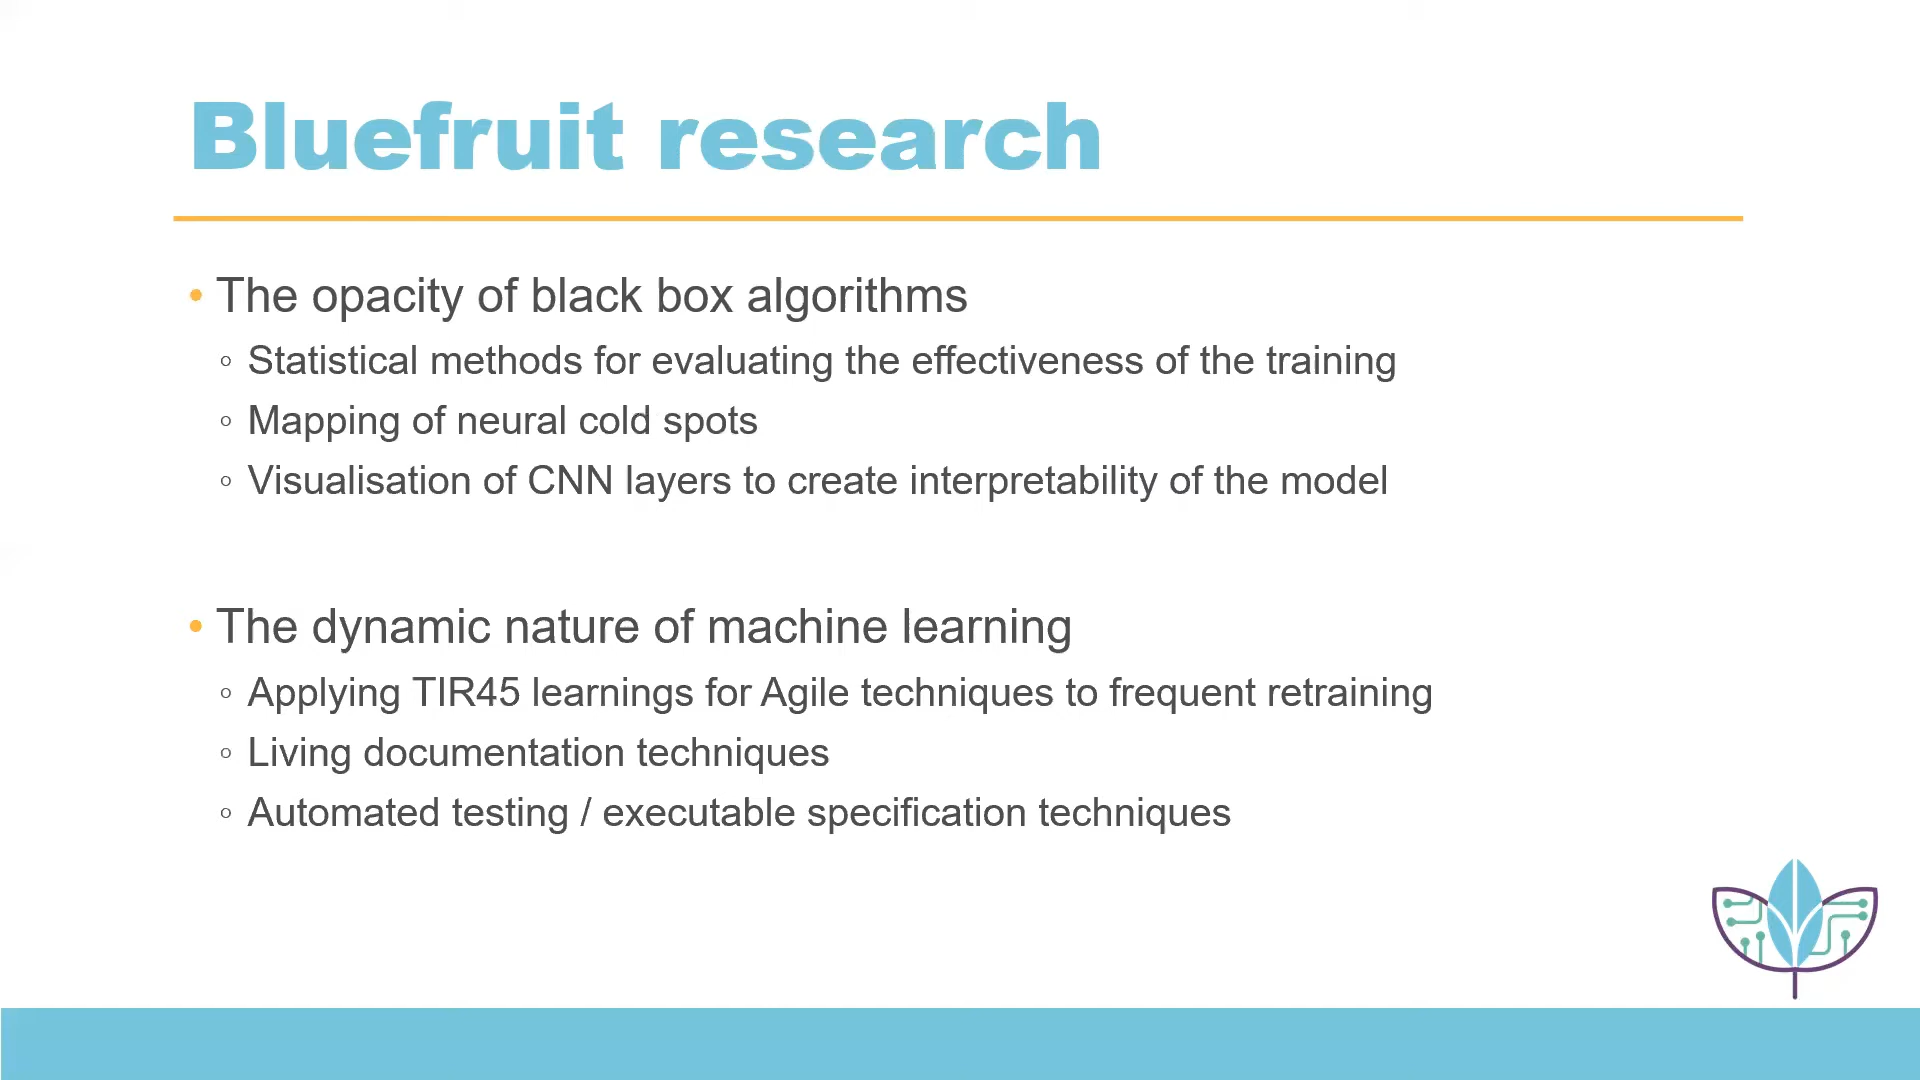 Bluefruit research
• The opacity of black box algorithms
◦ Statistical methods for evaluating the effectiveness of the training
◦ Mapping of neural cold spots
◦ Visualisation of CNN layers to create interpretability of the model
• The dynamic nature of machine learning
◦ Applying TIR45 learnings for Agile techniques to frequent retraining
◦ Living documentation techniques
◦ Automated testing / executable specification techniques